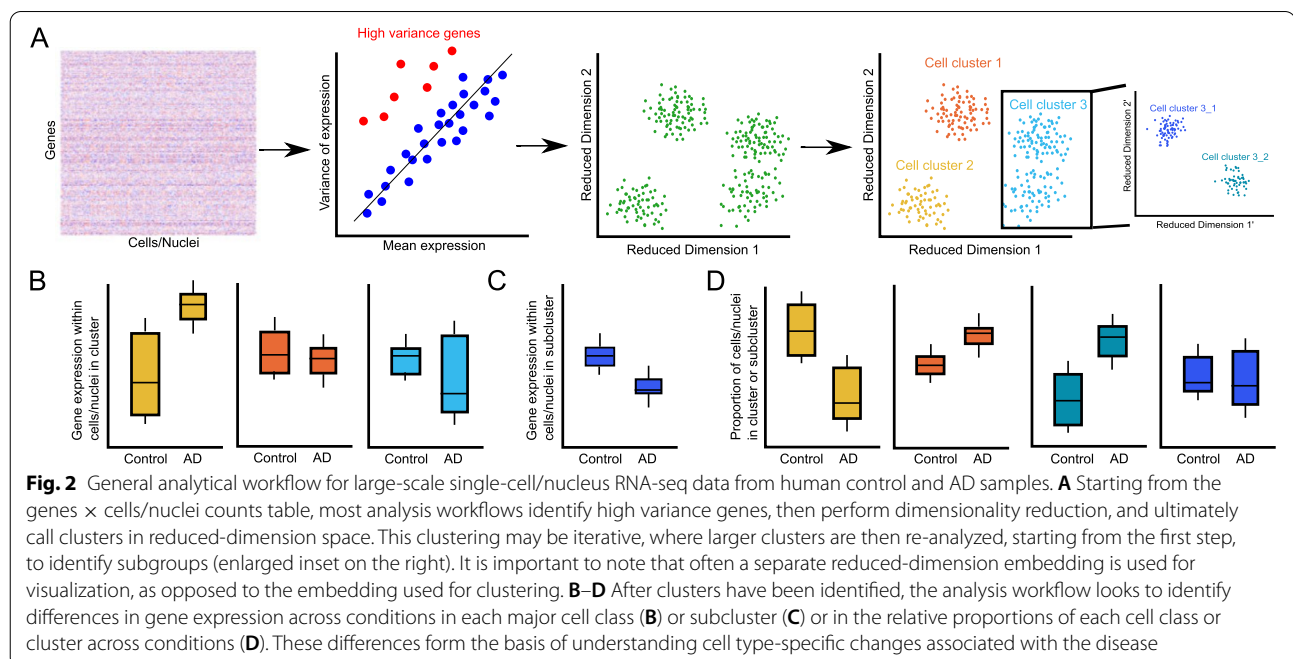 A
Genes
Cells/Nuclei
High variance genes
Variance of expression
Mean expression
Reduced Dimension 2
Reduced Dimension 1
Reduced Dimension 2
Cell cluster 1
Cell cluster 2
Cell cluster 3
Reduced Dimension 1
Reduced Dimension 2'
Cell cluster 3_1
Cell cluster 3_2
Reduced Dimension 1'
B
Gene expression within
cells/nuclei in cluster
Control AD
Control AD
Control AD
C
Gene expression within
cells/nuclei in subcluster
Control AD
D
Proportion of cells/nuclei
in cluster or subcluster
Control AD
Control AD
Control AD
Control AD
Fig. 2 General analytical workflow for large-scale single-cell/nucleus RNA-seq data from human control and AD samples. A Starting from the
genes × cells/nuclei counts table, most analysis workflows identify high variance genes, then perform dimensionality reduction, and ultimately
call clusters in reduced-dimension space. This clustering may be iterative, where larger clusters are then re-analyzed, starting from the first step,
to identify subgroups (enlarged inset on the right). It is important to note that often a separate reduced-dimension embedding is used for
visualization, as opposed to the embedding used for clustering. B–D After clusters have been identified, the analysis workflow looks to identify
differences in gene expression across conditions in each major cell class (B) or subcluster (C) or in the relative proportions of each cell class or
cluster across conditions (D). These differences form the basis of understanding cell type-specific changes associated with the disease